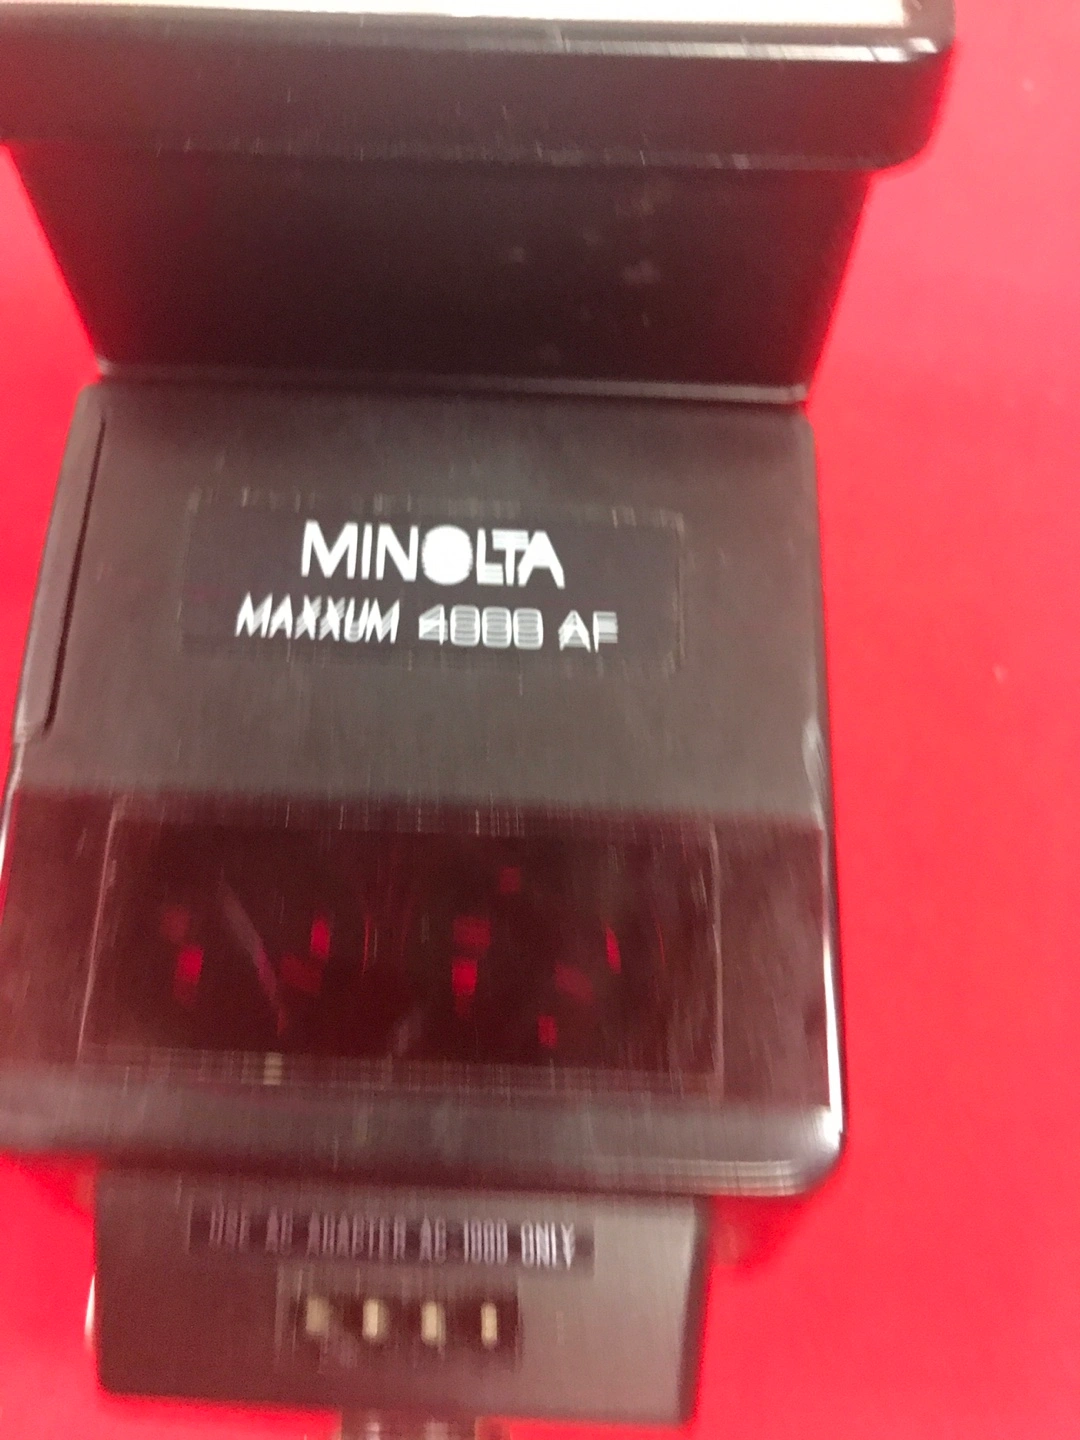 MINOLTA
MAXXUM 4000 AF
USE AC ADAPTER AC 1000 ONLY